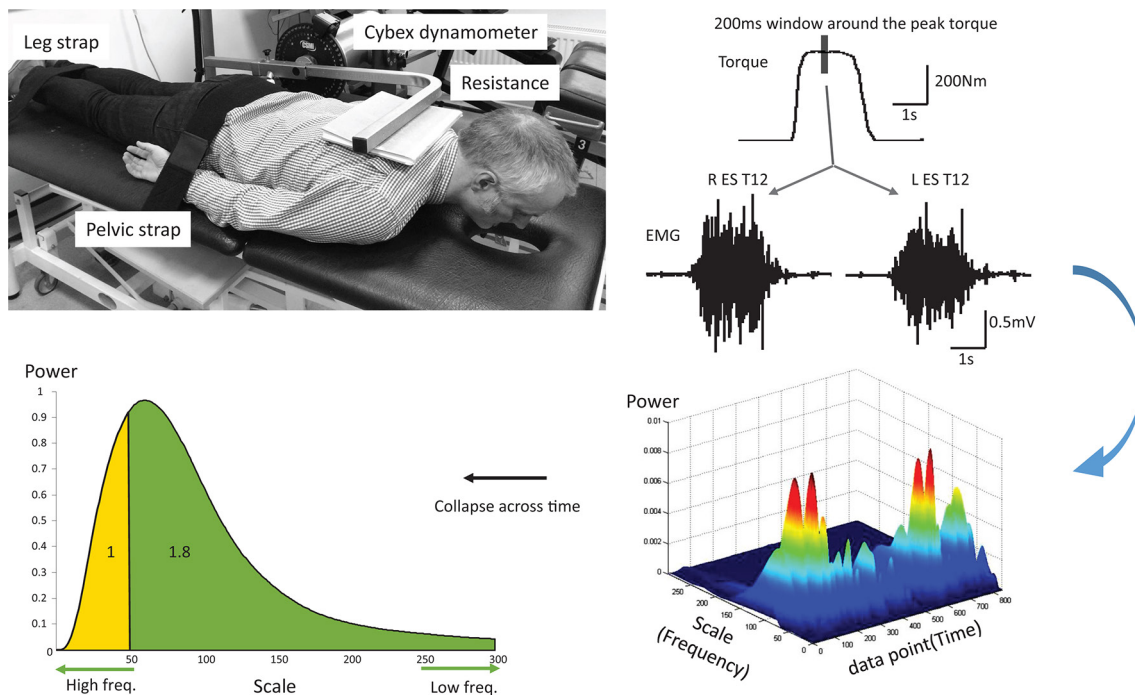 Leg strap
Cybex dynamometer
Resistance
Pelvic strap
3
200ms window around the peak torque
Torque
200Nm
1s
R ES T12
L ES T12
EMG
0.5mV
1s
Power
1
0.9
0.8
0.7
0.6
0.5
0.4
0.3
0.2
0.1
0
1
1.8
50
100
150
200
250
300
High freq.
Scale
Low freq.
Collapse across time
Power
0.01
0.008
0.006
0.004
0.002
0
250
200
150
100
50
0
0
100
200
300
400
500
600
700
800
Scale
(Frequency)
data point(Time)